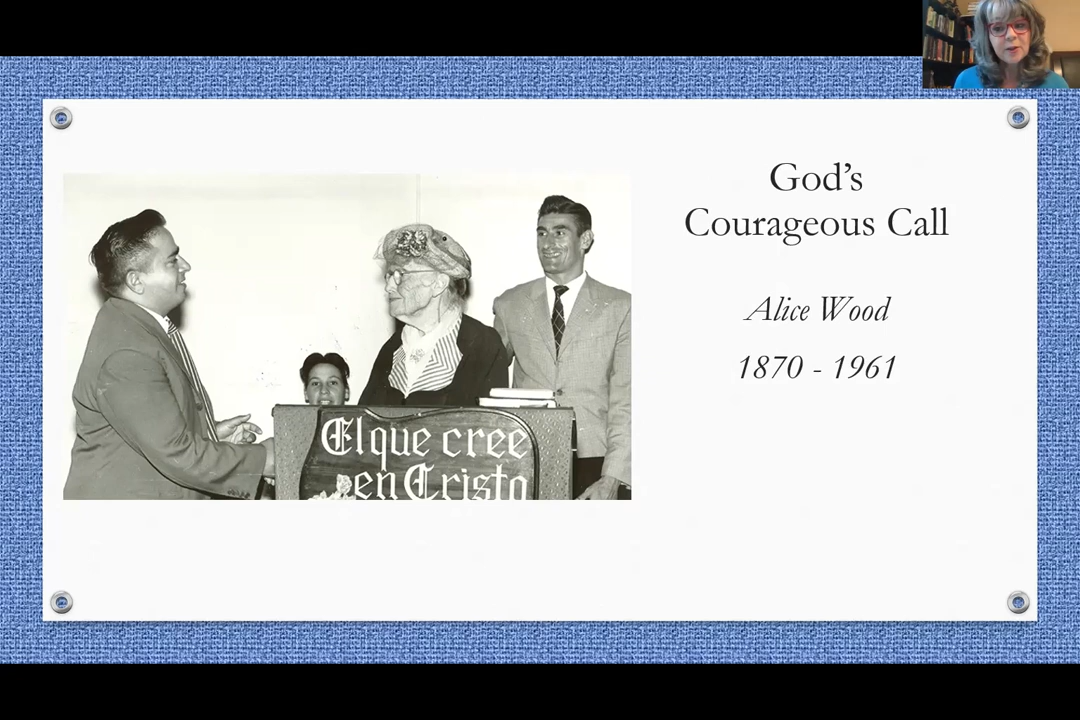 God's
Courageous Call
Alice Wood
1870 - 1961
El que cree
en Cristo